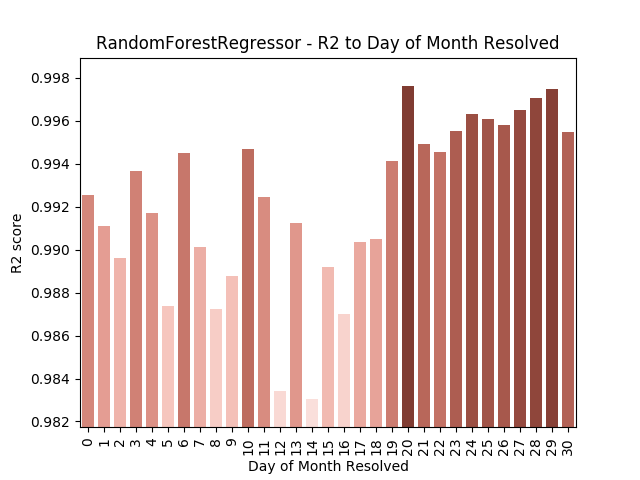 RandomForestRegressor - R2 to Day of Month Resolved
0.998
0.996
0.994
0.992
0.990
0.988
0.986
0.984
0.982
R2 score
0 1 2 3 4 5 6 7 8 9 10 11 12 13 14 15 16 17 18 19 20 21 22 23 24 25 26 27 28 29 30
Day of Month Resolved